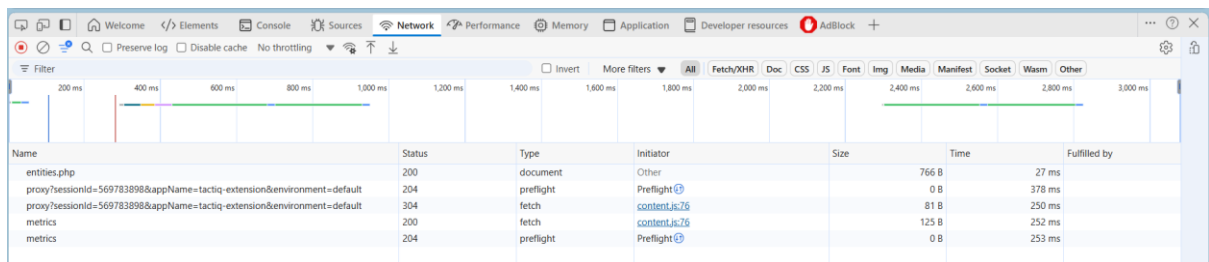 Welcome Elements Console Sources Network Performance Memory Application Developer resources AdBlock
Preserve log Disable cache No throttling
Filter Invert More filters All Fetch/XHR Doc CSS JS Font Img Media Manifest Socket Wasm Other
200 ms 400 ms 600 ms 800 ms 1,000 ms 1,200 ms 1,400 ms 1,600 ms 1,800 ms 2,000 ms 2,200 ms 2,400 ms 2,600 ms 2,800 ms 3,000 ms
Name Status Type Initiator Size Time Fulfilled by
entities.php 200 document Other 766 B 27 ms
proxy?sessionId=569783898&appName=tactiq-extension&environment=default 204 preflight Preflight 0 B 378 ms
proxy?sessionId=569783898&appName=tactiq-extension&environment=default 304 fetch content.js:76 81 B 250 ms
metrics 200 fetch content.js:76 125 B 252 ms
metrics 204 preflight Preflight 0 B 253 ms